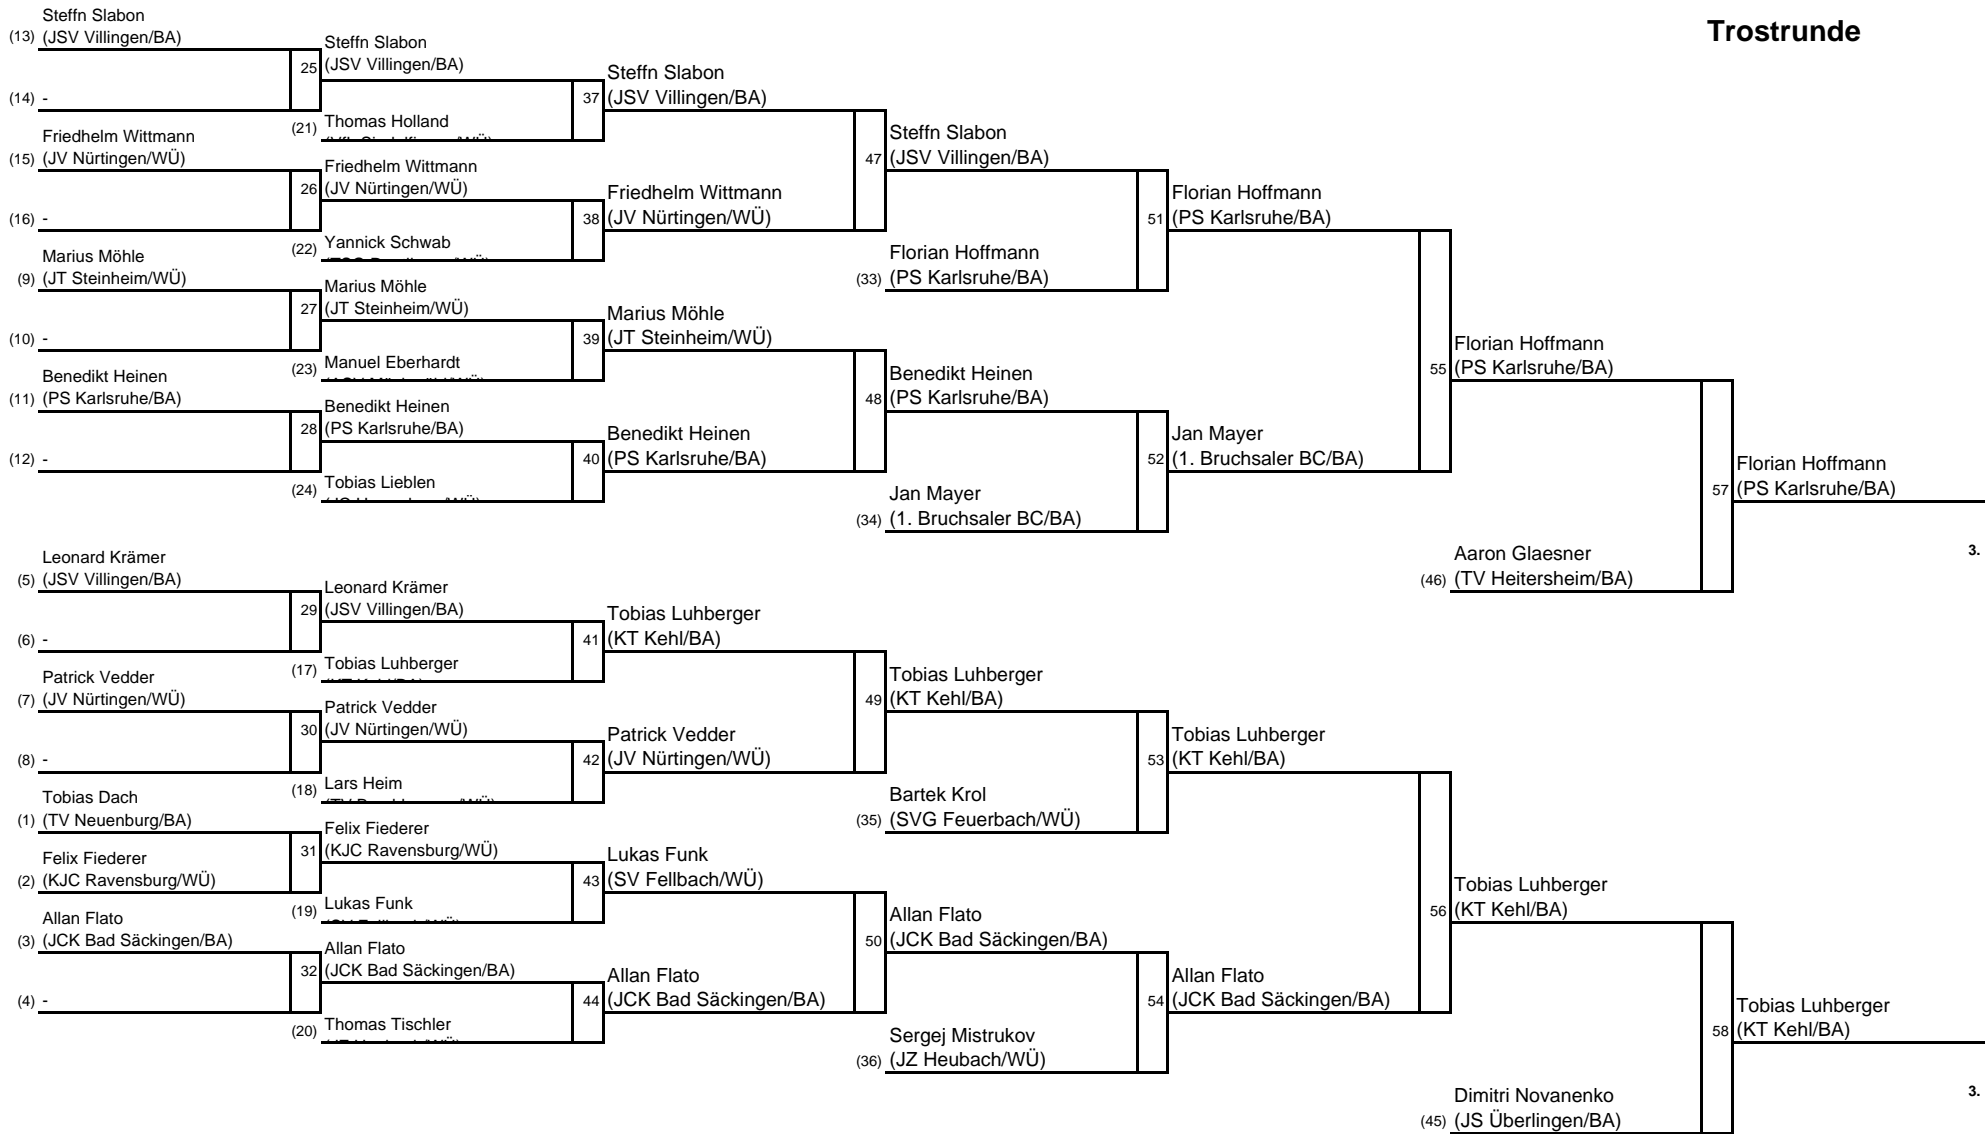 Trostrunde
Steffn Slabon
(13) (JSV Villingen/BA)
(14) -
Friedhelm Wittmann
(15) (JV Nürtingen/WÜ)
(16) -
Marius Möhle
(9) (JT Steinheim/WÜ)
(10) -
Benedikt Heinen
(11) (PS Karlsruhe/BA)
(12) -
Leonard Krämer
(5) (JSV Villingen/BA)
(6) -
Patrick Vedder
(7) (JV Nürtingen/WÜ)
(8) -
Tobias Dach
(1) (TV Neuenburg/BA)
Felix Fiederer
(2) (KJC Ravensburg/WÜ)
Allan Flato
(3) (JCK Bad Säckingen/BA)
(4) -
Steffn Slabon
25 (JSV Villingen/BA)
(21) Thomas Holland
Friedhelm Wittmann
26 (JV Nürtingen/WÜ)
(22) Yannick Schwab
Marius Möhle
27 (JT Steinheim/WÜ)
(23) Manuel Eberhardt
Benedikt Heinen
28 (PS Karlsruhe/BA)
(24) Tobias Lieblen
Leonard Krämer
29 (JSV Villingen/BA)
(17) Tobias Luhberger
Patrick Vedder
30 (JV Nürtingen/WÜ)
(18) Lars Heim
Felix Fiederer
31 (KJC Ravensburg/WÜ)
(19) Lukas Funk
Allan Flato
32 (JCK Bad Säckingen/BA)
(20) Thomas Tischler
Steffn Slabon
37 (JSV Villingen/BA)
Friedhelm Wittmann
38 (JV Nürtingen/WÜ)
Marius Möhle
39 (JT Steinheim/WÜ)
Benedikt Heinen
40 (PS Karlsruhe/BA)
Tobias Luhberger
41 (KT Kehl/BA)
Patrick Vedder
42 (JV Nürtingen/WÜ)
Lukas Funk
43 (SV Fellbach/WÜ)
Allan Flato
44 (JCK Bad Säckingen/BA)
Steffn Slabon
47 (JSV Villingen/BA)
Florian Hoffmann
(33) (PS Karlsruhe/BA)
Benedikt Heinen
48 (PS Karlsruhe/BA)
Jan Mayer
(34) (1. Bruchsaler BC/BA)
Tobias Luhberger
49 (KT Kehl/BA)
Bartek Krol
(35) (SVG Feuerbach/WÜ)
Allan Flato
50 (JCK Bad Säckingen/BA)
Sergej Mistrukov
(36) (JZ Heubach/WÜ)
Florian Hoffmann
51 (PS Karlsruhe/BA)
Jan Mayer
52 (1. Bruchsaler BC/BA)
Tobias Luhberger
53 (KT Kehl/BA)
Allan Flato
54 (JCK Bad Säckingen/BA)
Florian Hoffmann
55 (PS Karlsruhe/BA)
Aaron Glaesner
(46) (TV Heitersheim/BA)
Tobias Luhberger
56 (KT Kehl/BA)
Dimitri Novanenko
(45) (JS Überlingen/BA)
Florian Hoffmann
57 (PS Karlsruhe/BA)
3.
Tobias Luhberger
58 (KT Kehl/BA)
3.